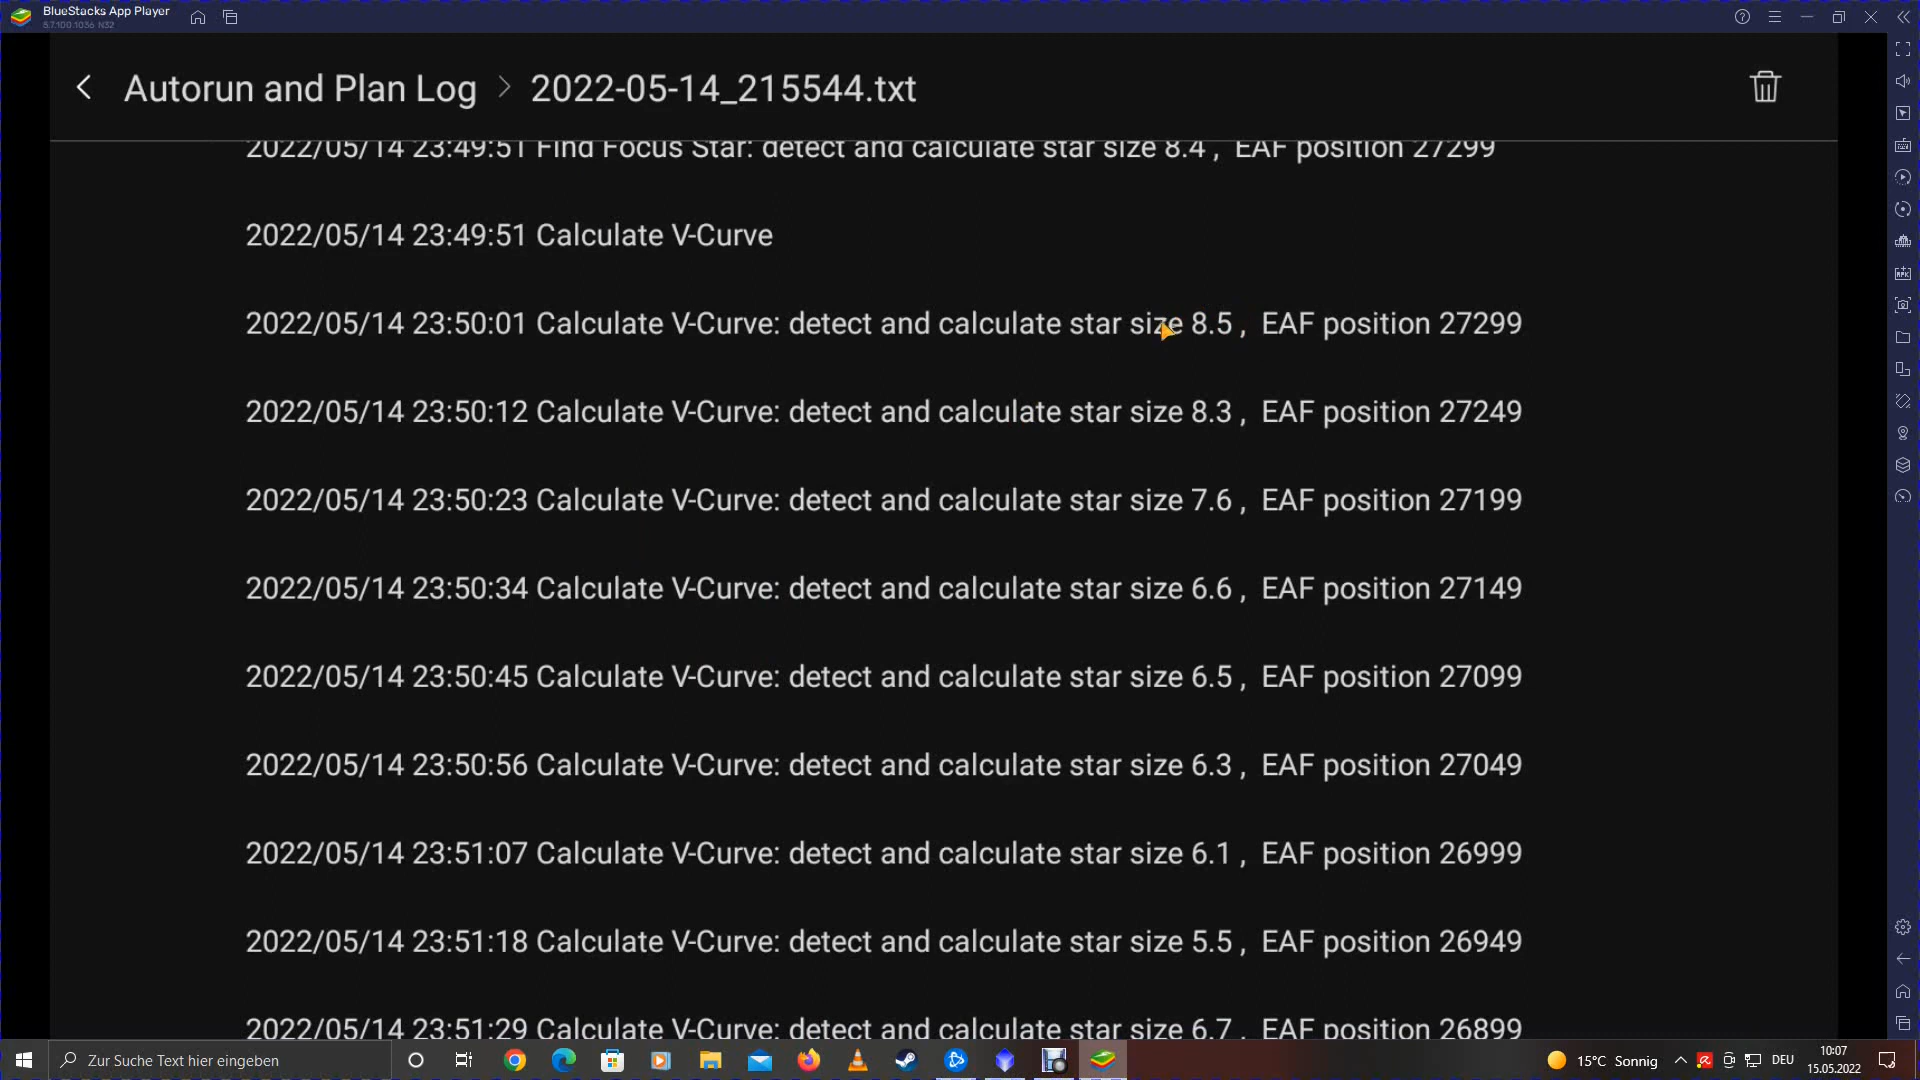 BlueStacks App Player
5.7.100.1036 N32
Autorun and Plan Log > 2022-05-14_215544.txt
2022/05/14 23:49:51 Find Focus Star: detect and calculate star size 8.4 , EAF position 27299
2022/05/14 23:49:51 Calculate V-Curve
2022/05/14 23:50:01 Calculate V-Curve: detect and calculate star size 8.5 , EAF position 27299
2022/05/14 23:50:12 Calculate V-Curve: detect and calculate star size 8.3 , EAF position 27249
2022/05/14 23:50:23 Calculate V-Curve: detect and calculate star size 7.6 , EAF position 27199
2022/05/14 23:50:34 Calculate V-Curve: detect and calculate star size 6.6 , EAF position 27149
2022/05/14 23:50:45 Calculate V-Curve: detect and calculate star size 6.5 , EAF position 27099
2022/05/14 23:50:56 Calculate V-Curve: detect and calculate star size 6.3 , EAF position 27049
2022/05/14 23:51:07 Calculate V-Curve: detect and calculate star size 6.1 , EAF position 26999
2022/05/14 23:51:18 Calculate V-Curve: detect and calculate star size 5.5 , EAF position 26949
2022/05/14 23:51:29 Calculate V-Curve: detect and calculate star size 6.7 , EAF position 26899
Zur Suche Text hier eingeben
15°C Sonnig
DEU
10:07
15.05.2022